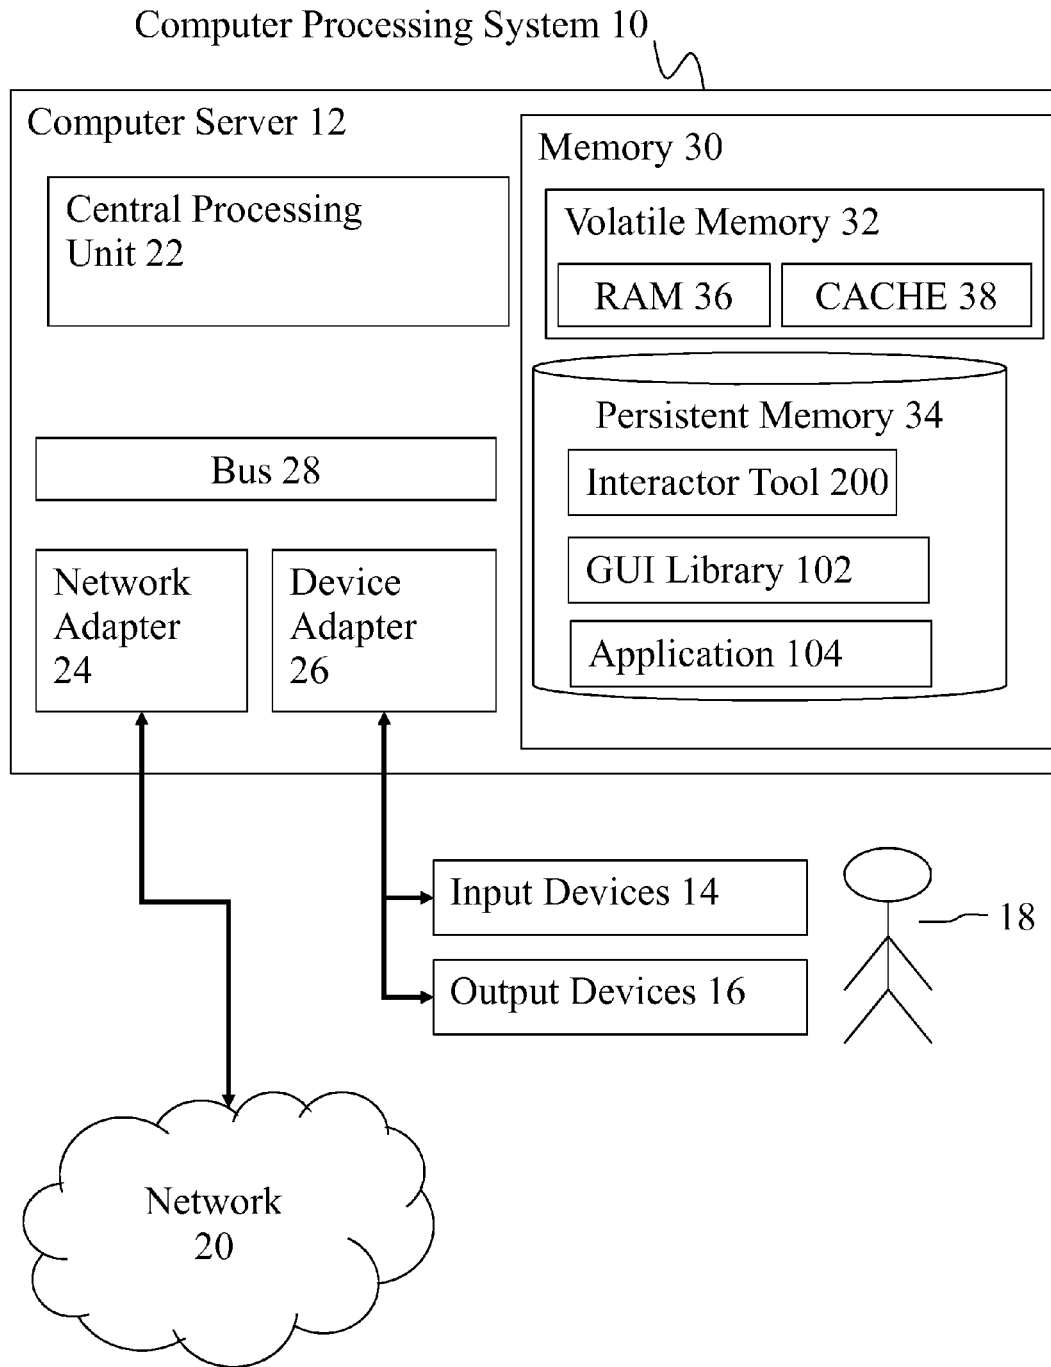 Computer Processing System 10
Computer Server 12
Central Processing
Unit 22
Bus 28
Network
Adapter
24
Device
Adapter
26
Memory 30
Volatile Memory 32
RAM 36
CACHE 38
Persistent Memory 34
Interactor Tool 200
GUI Library 102
Application 104
Input Devices 14
Output Devices 16
18
Network
20